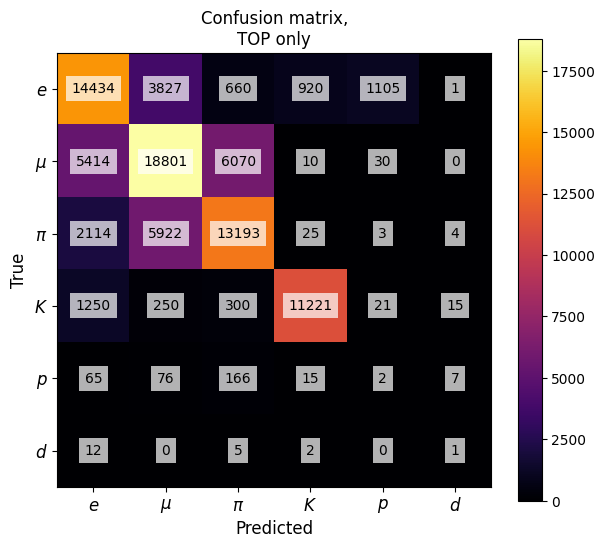 Confusion matrix,
TOP only
e 14434 3827 660 920 1105 1
μ 5414 18801 6070 10 30 0
π 2114 5922 13193 25 3 4
K 1250 250 300 11221 21 15
p 65 76 166 15 2 7
d 12 0 5 2 0 1
e μ π K p d
Predicted
True
17500
15000
12500
10000
7500
5000
2500
0